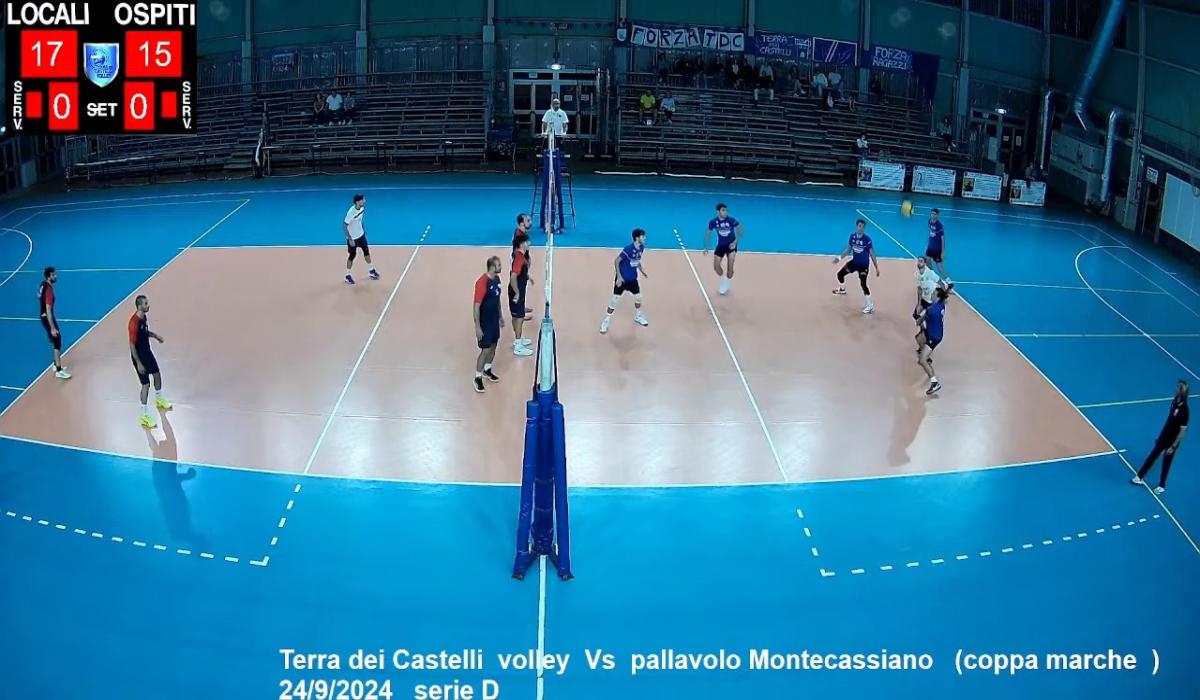 LOCALI OSPITI
17 15
SERV. 0 SET 0 SERV.
FORZA TDC
TERRA
CASTELLI
FORZA
RAGAZZI
Terra dei Castelli volley Vs pallavolo Montecassiano (coppa marche )
24/9/2024 serie D